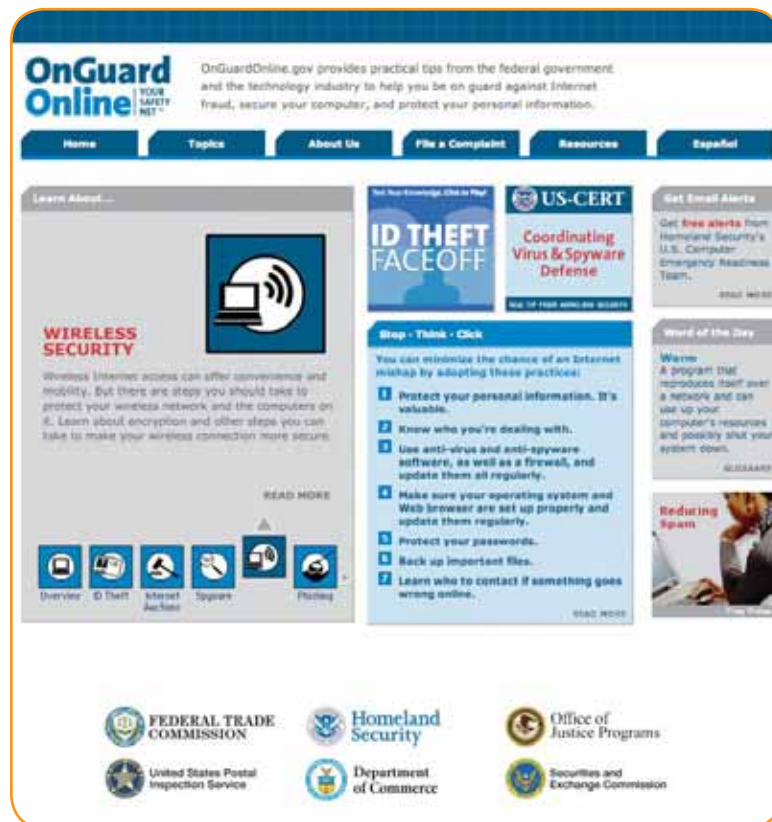 OnGuard
Online
YOUR
SAFETY
NET
OnGuardOnline.gov provides practical tips from the federal government
and the technology industry to help you be on guard against Internet
fraud, secure your computer, and protect your personal information.
Home
Topics
About Us
File a Complaint
Resources
Español
Learn About...
WIRELESS
SECURITY
Wireless Internet access can offer convenience and
mobility. But there are steps you should take to
protect your wireless network and the computers on
it. Learn about encryption and other steps you can
take to make your wireless connection more secure.
READ MORE
Overview
ID Theft
Internet
Auctions
Spyware
Phishing
Test Your Knowledge, Click to Play!
ID THEFT
FACEOFF
US-CERT
Coordinating
Virus & Spyware
Defense
Stop · Think · Click
You can minimize the chance of an Internet
mishap by adopting these practices:
1 Protect your personal information. It's
valuable.
2 Know who you're dealing with.
3 Use anti-virus and anti-spyware
software, as well as a firewall, and
update them all regularly.
4 Make sure your operating system and
Web browser are set up properly and
update them regularly.
5 Protect your passwords.
6 Back up important files.
7 Learn who to contact if something goes
wrong online.
READ MORE
Get Email Alerts
Get free alerts from
Homeland Security's
U.S. Computer
Emergency Readiness
Team.
READ MORE
Word of the Day
Worm
A program that
reproduces itself over
a network and can
use up your
computer's resources
and possibly shut your
system down.
GLOSSARY
Reducing
Spam
FEDERAL TRADE
COMMISSION
Homeland
Security
Office of
Justice Programs
United States Postal
Inspection Service
Department
of Commerce
Securities and
Exchange Commission